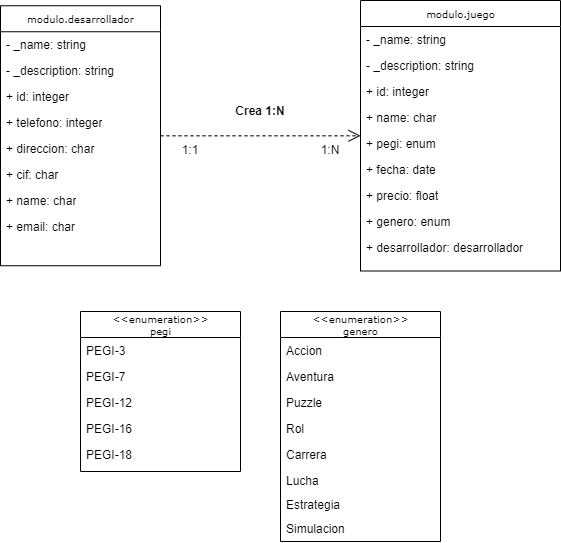 modulo.desarrollador
- _name: string
- _description: string
+ id: integer
+ telefono: integer
+ direccion: char
+ cif: char
+ name: char
+ email: char
Crea 1:N
1:1
1:N
modulo.juego
- _name: string
- _description: string
+ id: integer
+ name: char
+ pegi: enum
+ fecha: date
+ precio: float
+ genero: enum
+ desarrollador: desarrollador
<<enumeration>>
pegi
PEGI-3
PEGI-7
PEGI-12
PEGI-16
PEGI-18
<<enumeration>>
genero
Accion
Aventura
Puzzle
Rol
Carrera
Lucha
Estrategia
Simulacion